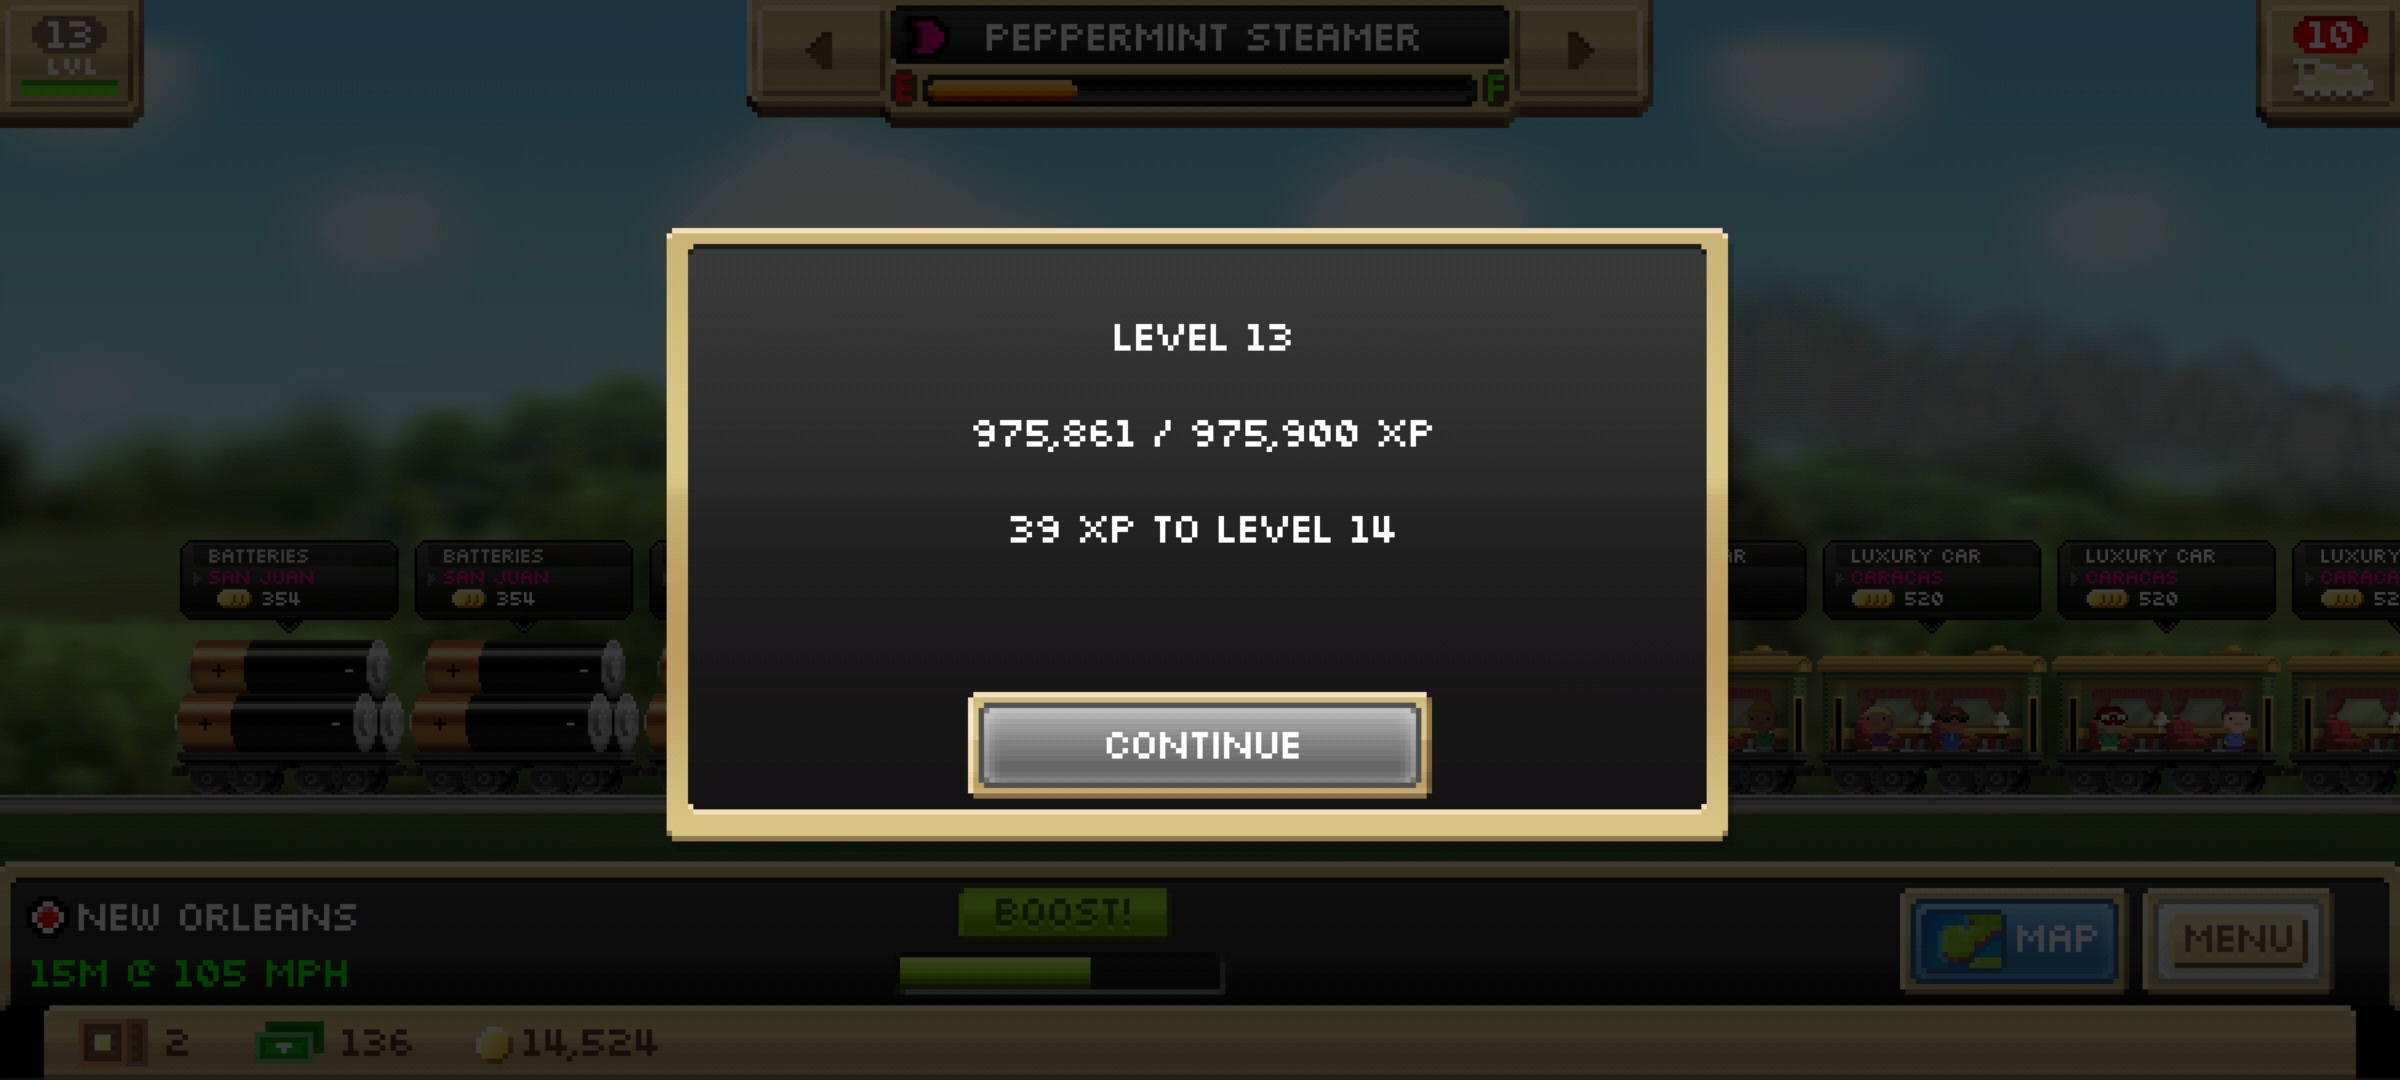 13
LVL
PEPPERMINT STEAMER
E F
10
LEVEL 13
975,861 / 975,900 XP
39 XP TO LEVEL 14
CONTINUE
BATTERIES
SAN JUAN
354
BATTERIES
SAN JUAN
354
LUXURY CAR
CARACAS
520
LUXURY CAR
CARACAS
520
LUXURY
+ -
+ -
+ -
+ -
NEW ORLEANS
15M @ 105 MPH
BOOST!
MAP
MENU
2
136
14,524